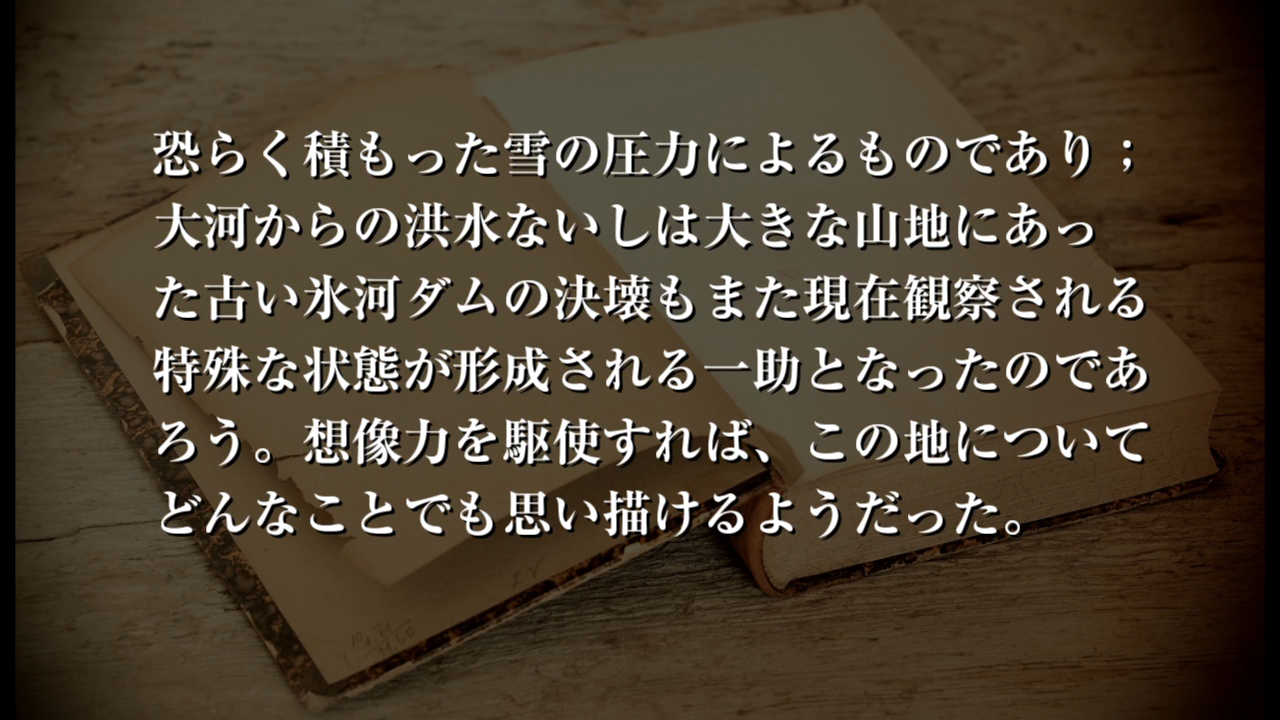 恐らく積もった雪の圧力によるものであり；
大河からの洪水ないしは大きな山地にあっ
た古い氷河ダムの決壊もまた現在観察される
特殊な状態が形成される一助となったのであ
ろう。想像力を駆使すれば、この地について
どんなことでも思い描けるようだった。